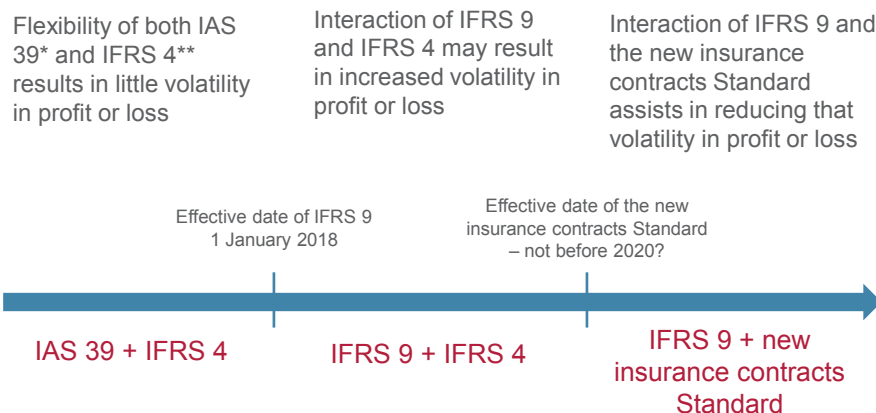 Flexibility of both IAS
39* and IFRS 4**
results in little volatility
in profit or loss
Interaction of IFRS 9
and IFRS 4 may result
in increased volatility in
profit or loss
Interaction of IFRS 9 and
the new insurance
contracts Standard
assists in reducing that
volatility in profit or loss
Effective date of IFRS 9
1 January 2018
Effective date of the new
insurance contracts Standard
– not before 2020?
IAS 39 + IFRS 4
IFRS 9 + IFRS 4
IFRS 9 + new
insurance contracts
Standard